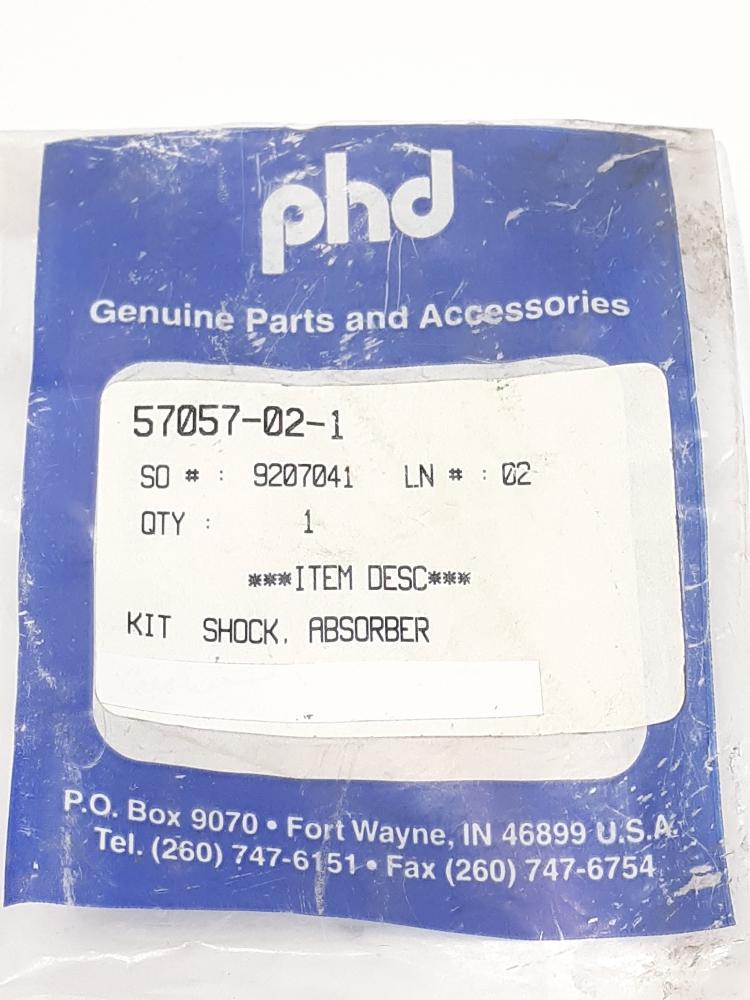 phd
Genuine Parts and Accessories
57057-02-1
SO # : 9207041 LN # : 02
QTY : 1
***ITEM DESC***
KIT SHOCK, ABSORBER
P.O. Box 9070 • Fort Wayne, IN 46899 U.S.A.
Tel. (260) 747-6151 • Fax (260) 747-6754